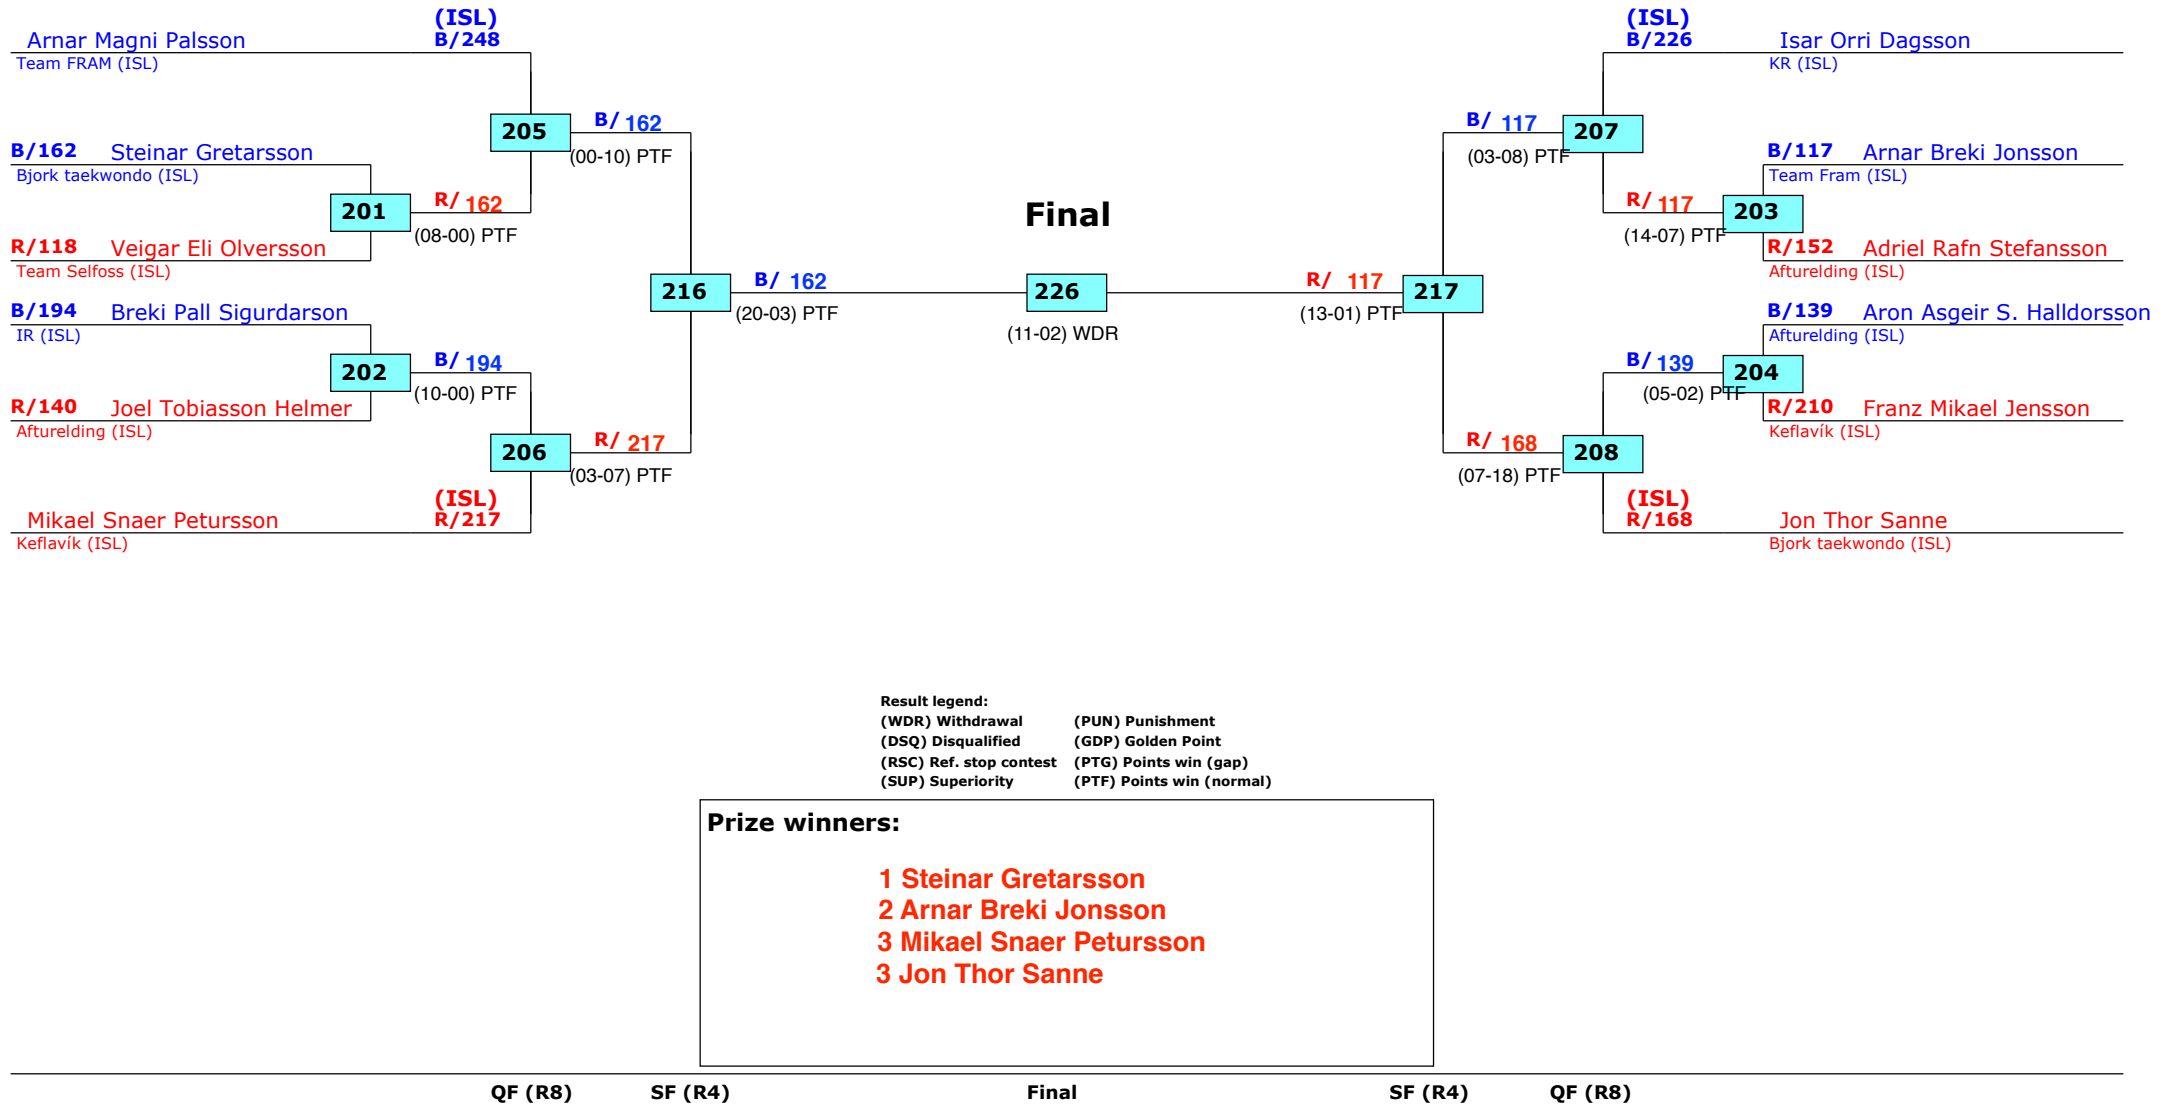 (ISL)
Arnar Magni Palsson B/248
Team FRAM (ISL)
205
B/ 162
(00-10) PTF
B/162 Steinar Gretarsson
Bjork taekwondo (ISL)
201
R/ 162
(08-00) PTF
R/118 Veigar Eli Olversson
Team Selfoss (ISL)
216
B/ 162
(20-03) PTF
B/194 Breki Pall Sigurdarson
IR (ISL)
202
B/ 194
(10-00) PTF
R/140 Joel Tobiasson Helmer
Afturelding (ISL)
206
R/ 217
(03-07) PTF
(ISL)
Mikael Snaer Petursson R/217
Keflavík (ISL)
Final
226
(11-02) WDR
(ISL)
B/226 Isar Orri Dagsson
KR (ISL)
B/ 117
207
(03-08) PTF
B/117 Arnar Breki Jonsson
Team Fram (ISL)
R/ 117
203
(14-07) PTF
R/152 Adriel Rafn Stefansson
Afturelding (ISL)
R/ 117
217
(13-01) PTF
B/139 Aron Asgeir S. Halldorsson
Afturelding (ISL)
B/ 139
204
(05-02) PTF
R/210 Franz Mikael Jensson
Keflavík (ISL)
R/ 168
208
(07-18) PTF
(ISL)
R/168 Jon Thor Sanne
Bjork taekwondo (ISL)
Result legend:
(WDR) Withdrawal (PUN) Punishment
(DSQ) Disqualified (GDP) Golden Point
(RSC) Ref. stop contest (PTG) Points win (gap)
(SUP) Superiority (PTF) Points win (normal)
Prize winners:
1 Steinar Gretarsson
2 Arnar Breki Jonsson
3 Mikael Snaer Petursson
3 Jon Thor Sanne
QF (R8) SF (R4) Final SF (R4) QF (R8)